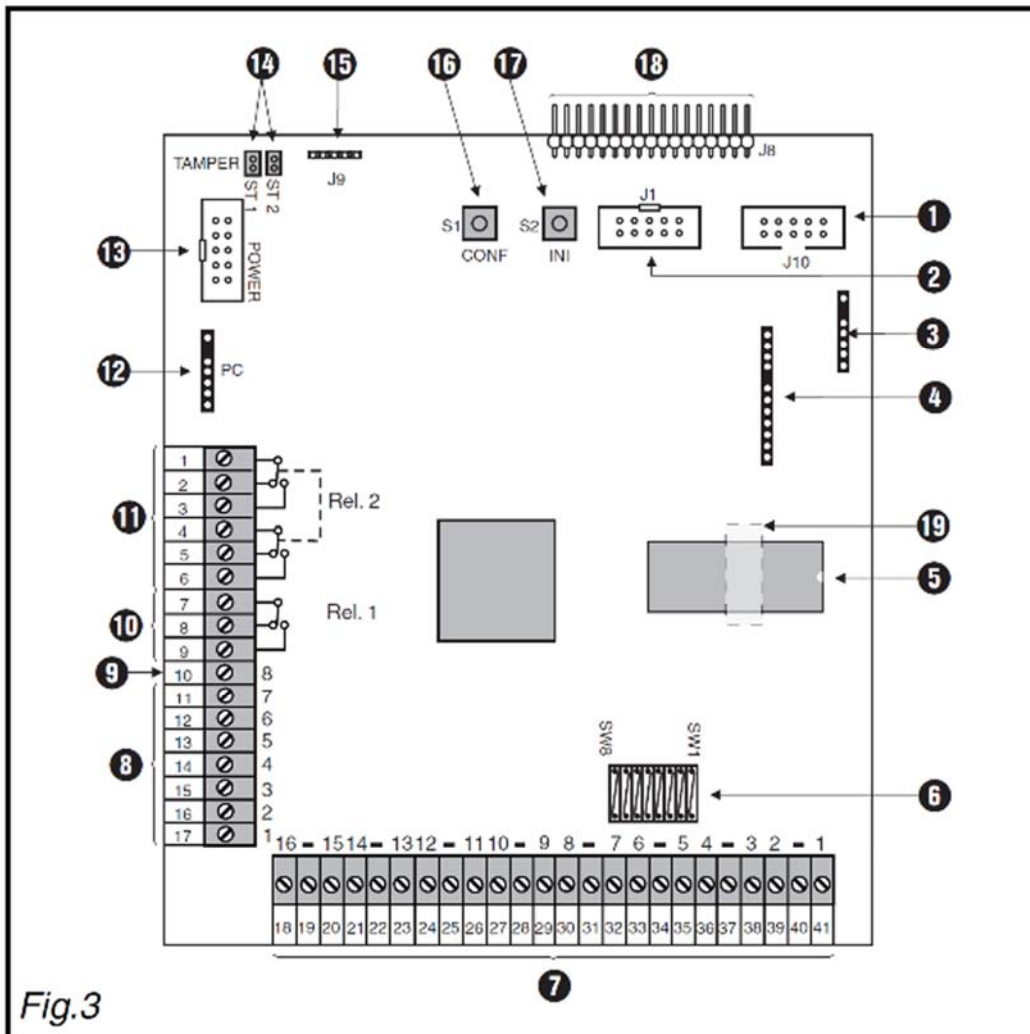 14 15 16 17 18
TAMPER
ST 1
ST 2
J9
J8
S1
CONF
S2
INI
J1
J10
1
2
13
POWER
3
12
PC
4
11
1
2
3
4
5
6
Rel. 2
19
5
10
7
8
9
Rel. 1
9
10 8
8
11 7
12 6
13 5
14 4
15 3
16 2
17 1
SW8
SW1
6
16 - 15 14 - 13 12 - 11 10 - 9 8 - 7 6 - 5 4 - 3 2 - 1
18 19 20 21 22 23 24 25 26 27 28 29 30 31 32 33 34 35 36 37 38 39 40 41
7
Fig.3